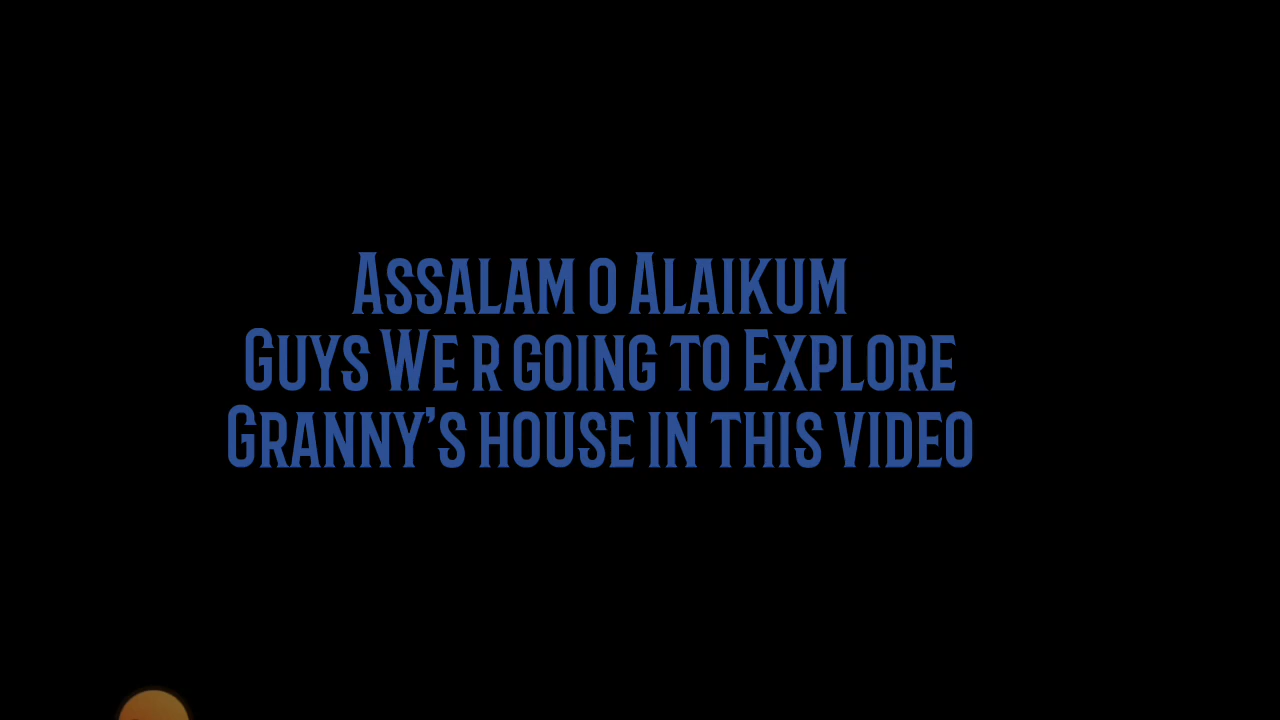 Assalam o Alaikum
Guys We r going to Explore
Granny's house in this video